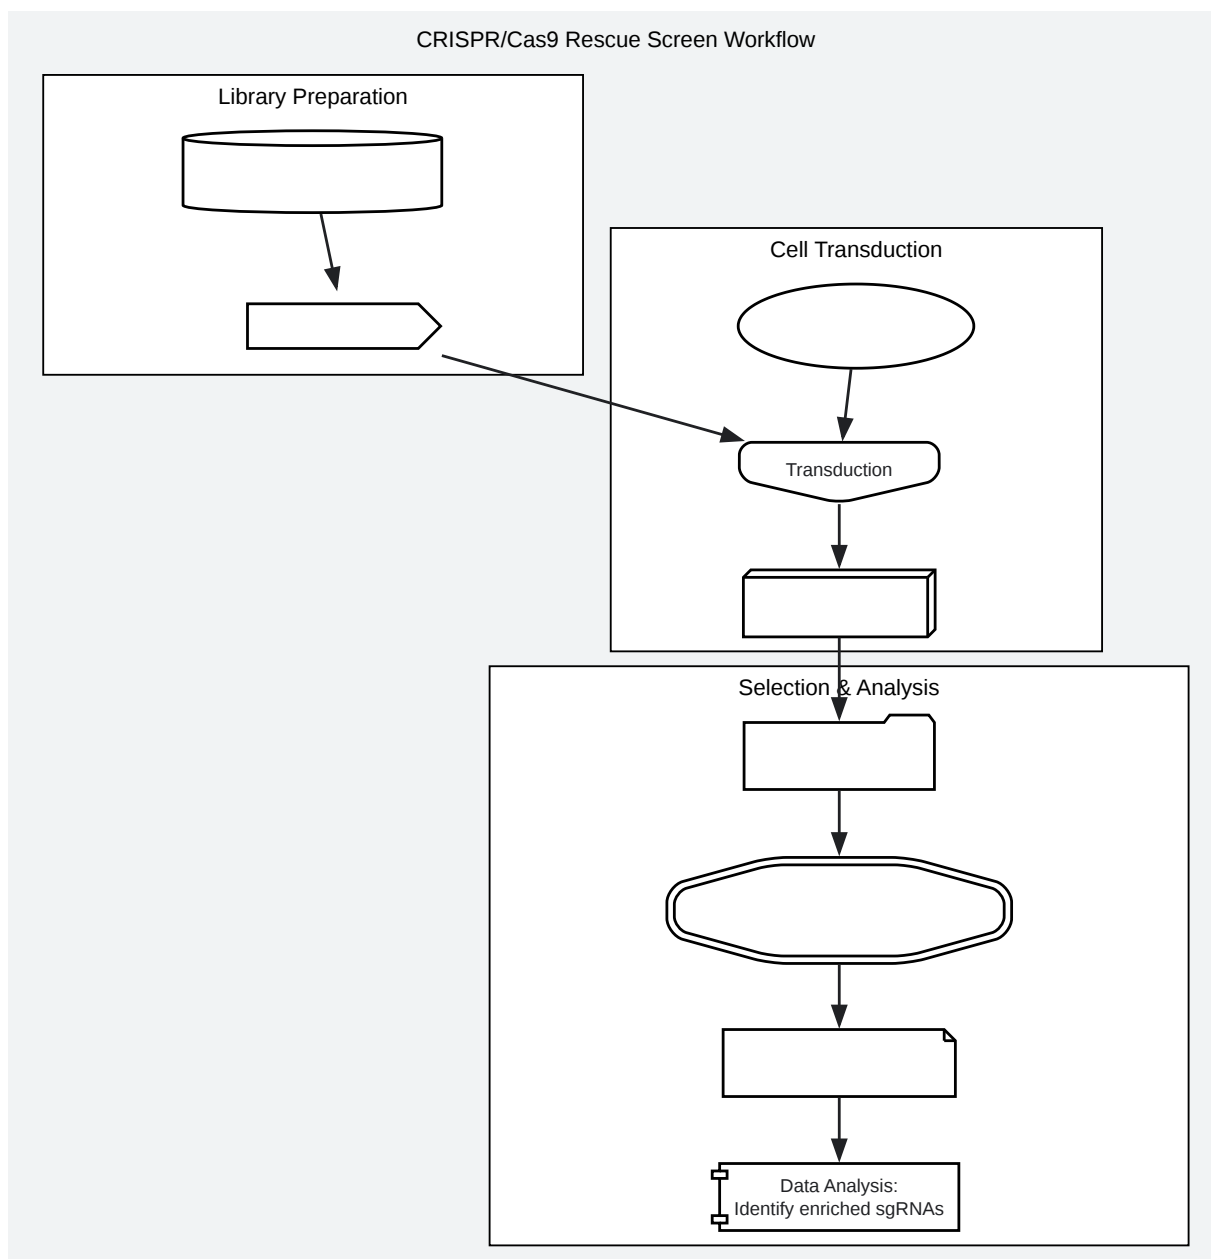 CRISPR/Cas9 Rescue Screen Workflow
Library Preparation
Cell Transduction
Transduction
Selection & Analysis
Data Analysis:
Identify enriched sgRNAs